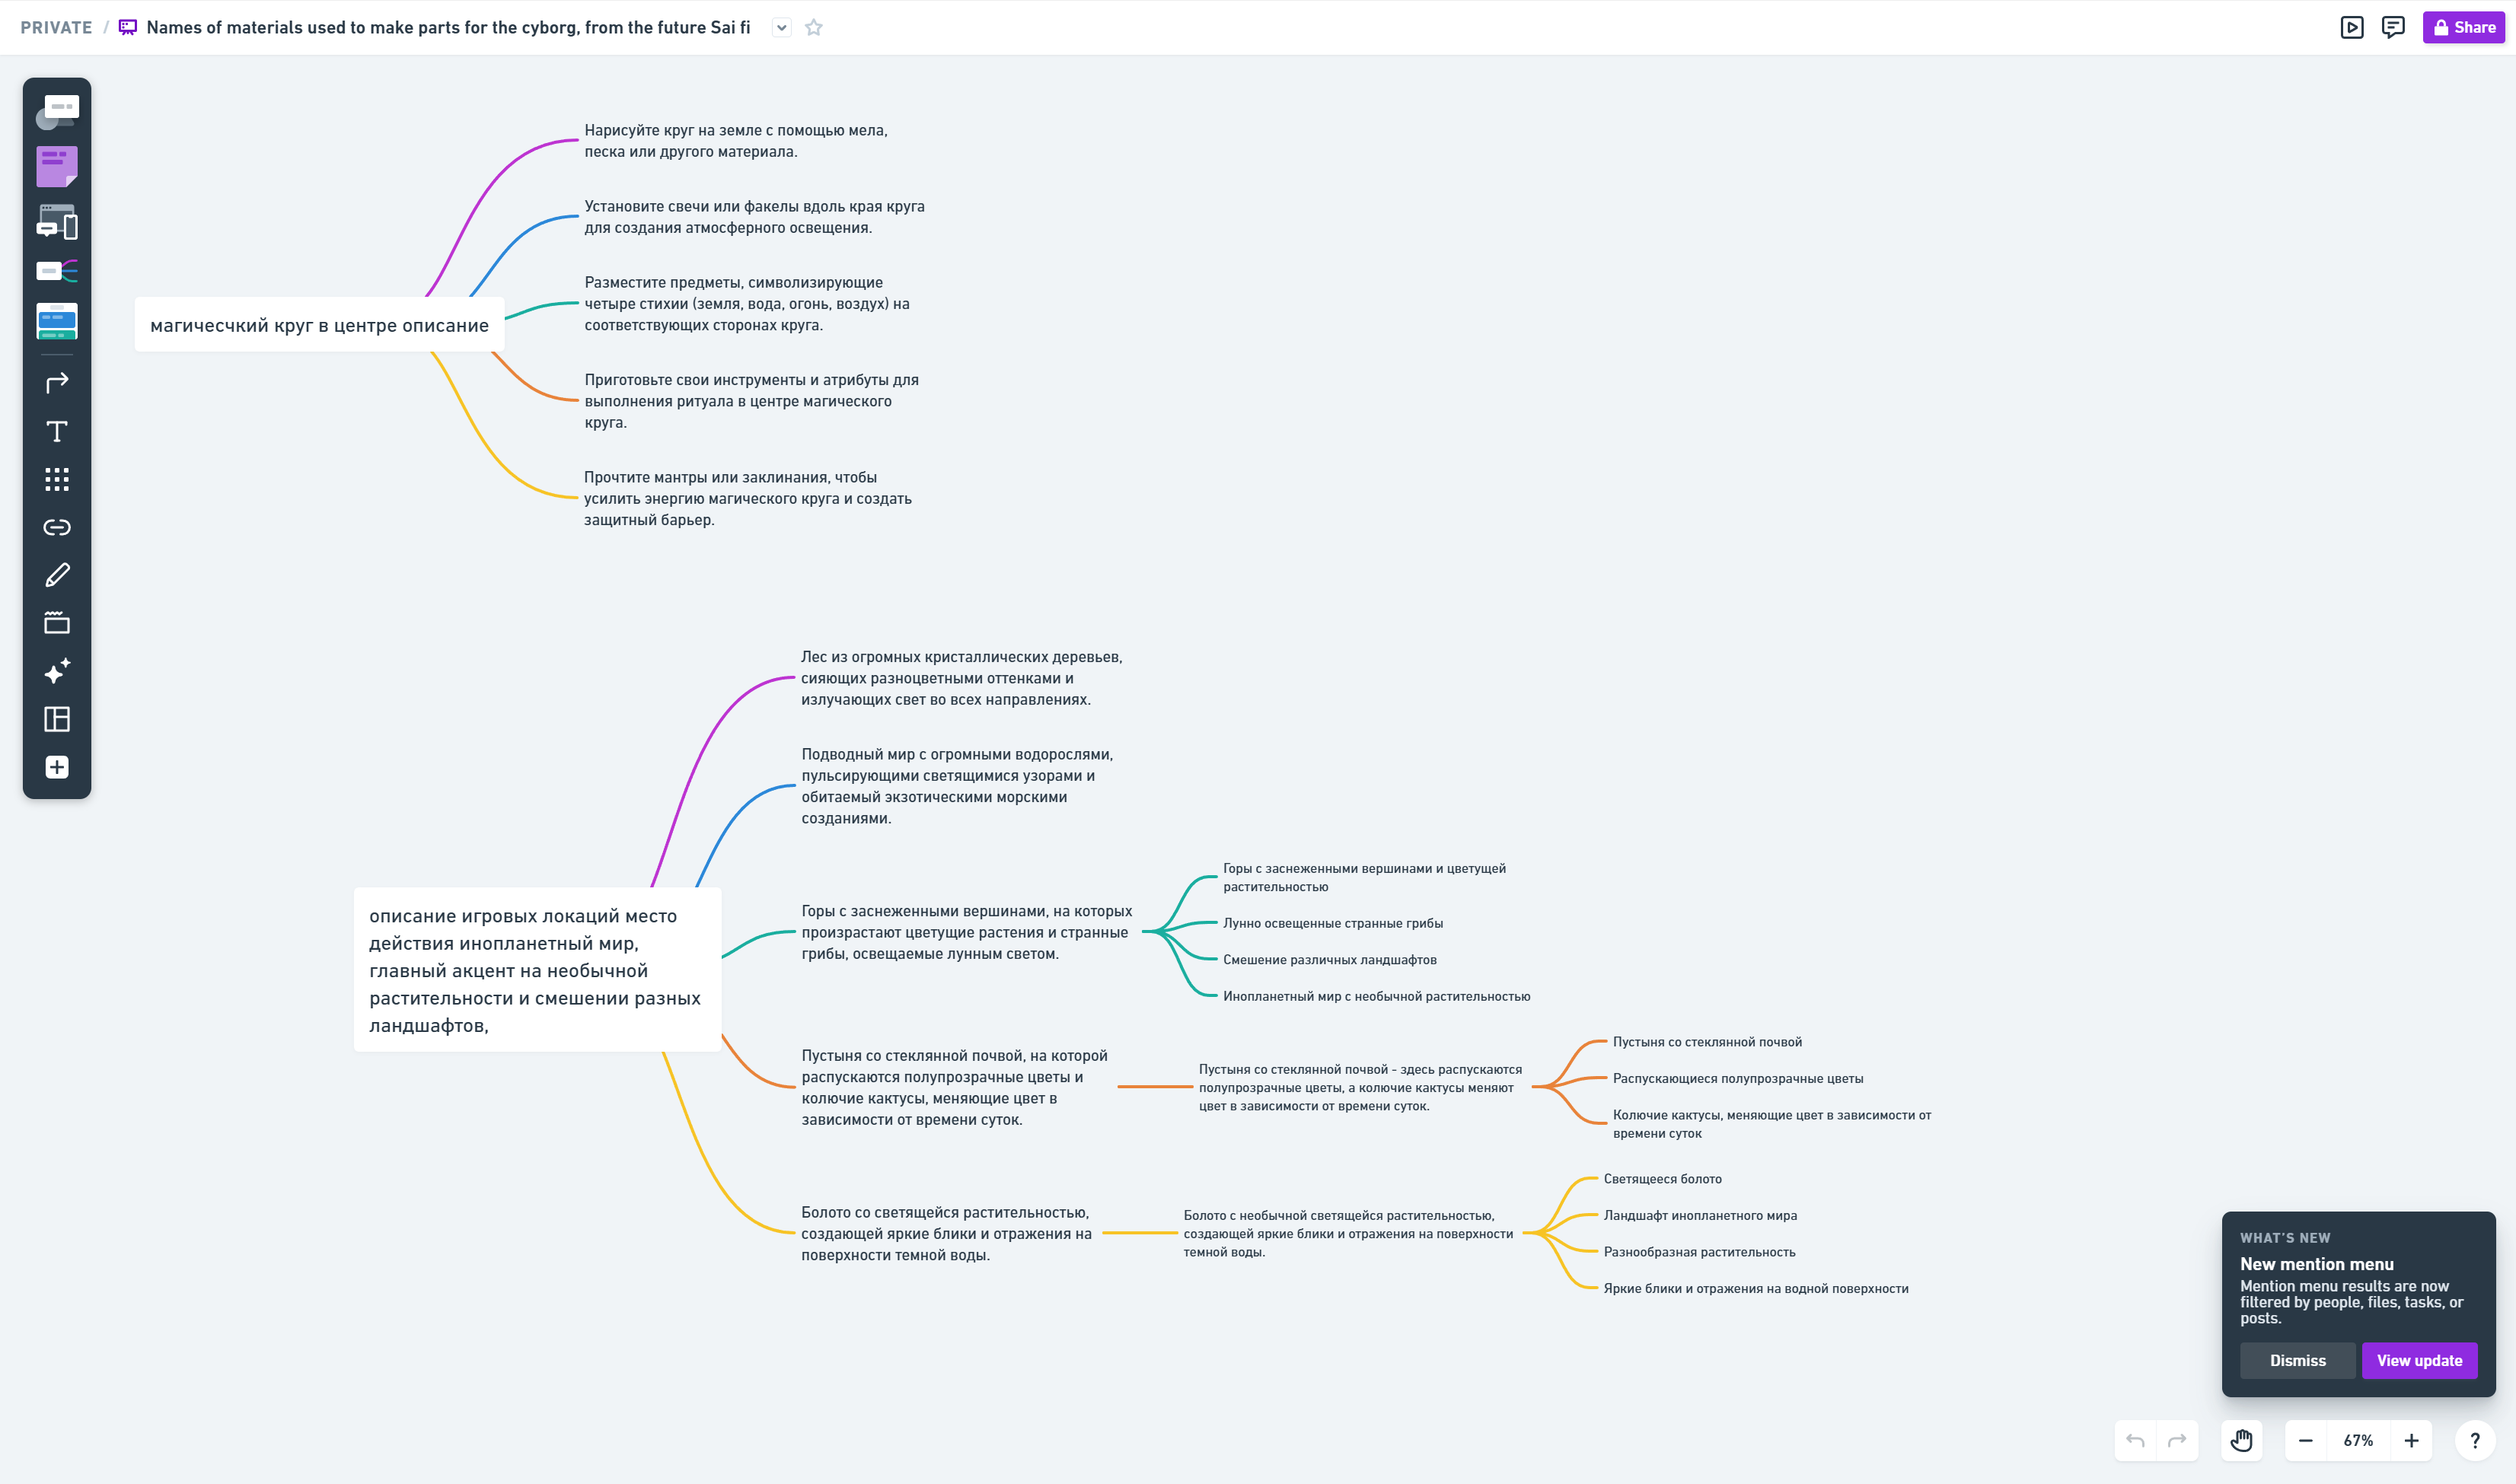 PRIVATE / Names of materials used to make parts for the cyborg, from the future Sai fi
Share
Нарисуйте круг на земле с помощью мела,
песка или другого материала.
Установите свечи или факелы вдоль края круга
для создания атмосферного освещения.
Разместите предметы, символизирующие
четыре стихии (земля, вода, огонь, воздух) на
соответствующих сторонах круга.
магичесчкий круг в центре описание
Приготовьте свои инструменты и атрибуты для
выполнения ритуала в центре магического
круга.
Прочтите мантры или заклинания, чтобы
усилить энергию магического круга и создать
защитный барьер.
Лес из огромных кристаллических деревьев,
сияющих разноцветными оттенками и
излучающих свет во всех направлениях.
Подводный мир с огромными водорослями,
пульсирующими светящимися узорами и
обитаемый экзотическими морскими
созданиями.
описание игровых локаций место
действия инопланетный мир,
главный акцент на необычной
растительности и смешении разных
ландшафтов,
Горы с заснеженными вершинами, на которых
произрастают цветущие растения и странные
грибы, освещаемые лунным светом.
Горы с заснеженными вершинами и цветущей
растительностью
Лунно освещенные странные грибы
Смешение различных ландшафтов
Инопланетный мир с необычной растительностью
Пустыня со стеклянной почвой, на которой
распускаются полупрозрачные цветы и
колючие кактусы, меняющие цвет в
зависимости от времени суток.
Пустыня со стеклянной почвой - здесь распускаются
полупрозрачные цветы, а колючие кактусы меняют
цвет в зависимости от времени суток.
Пустыня со стеклянной почвой
Распускающиеся полупрозрачные цветы
Колючие кактусы, меняющие цвет в зависимости от
времени суток
Болото со светящейся растительностью,
создающей яркие блики и отражения на
поверхности темной воды.
Болото с необычной светящейся растительностью,
создающей яркие блики и отражения на поверхности
темной воды.
Светящееся болото
Ландшафт инопланетного мира
Разнообразная растительность
Яркие блики и отражения на водной поверхности
WHAT'S NEW
New mention menu
Mention menu results are now
filtered by people, files, tasks, or
posts.
Dismiss
View update
67%
?